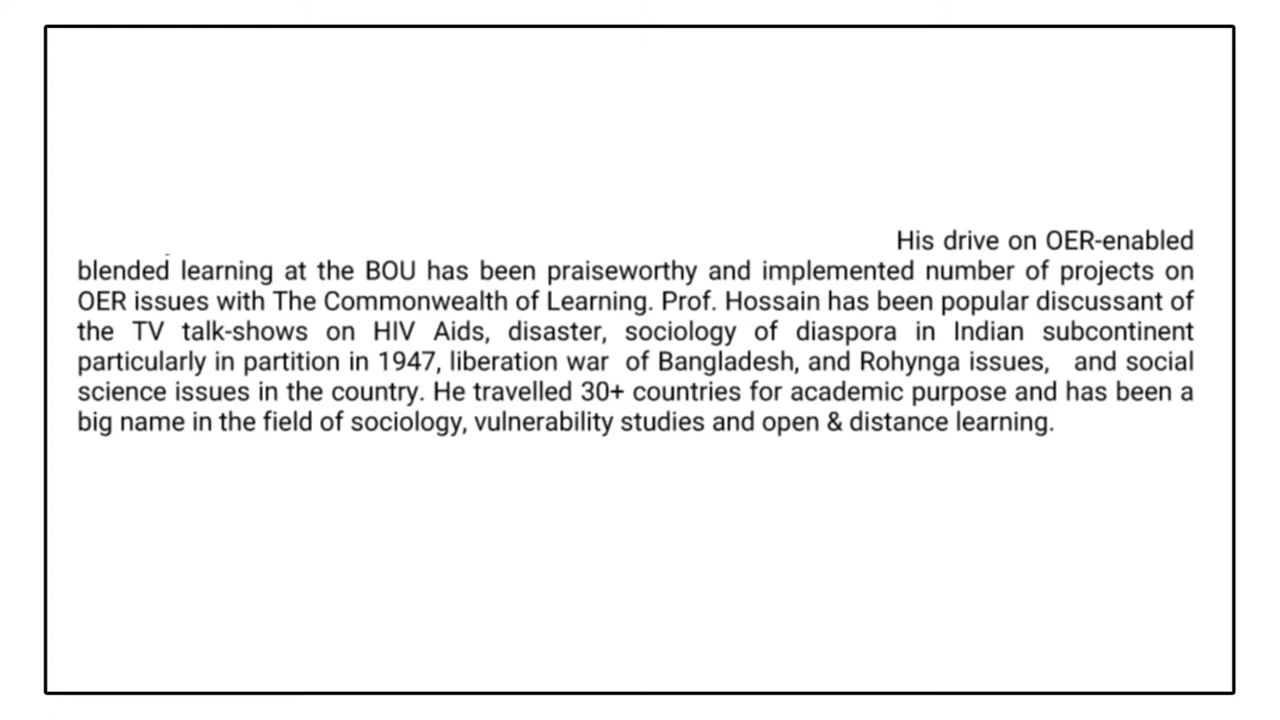 His drive on OER-enabled
blended learning at the BOU has been praiseworthy and implemented number of projects on
OER issues with The Commonwealth of Learning. Prof. Hossain has been popular discussant of
the TV talk-shows on HIV Aids, disaster, sociology of diaspora in Indian subcontinent
particularly in partition in 1947, liberation war of Bangladesh, and Rohynga issues, and social
science issues in the country. He travelled 30+ countries for academic purpose and has been a
big name in the field of sociology, vulnerability studies and open & distance learning.